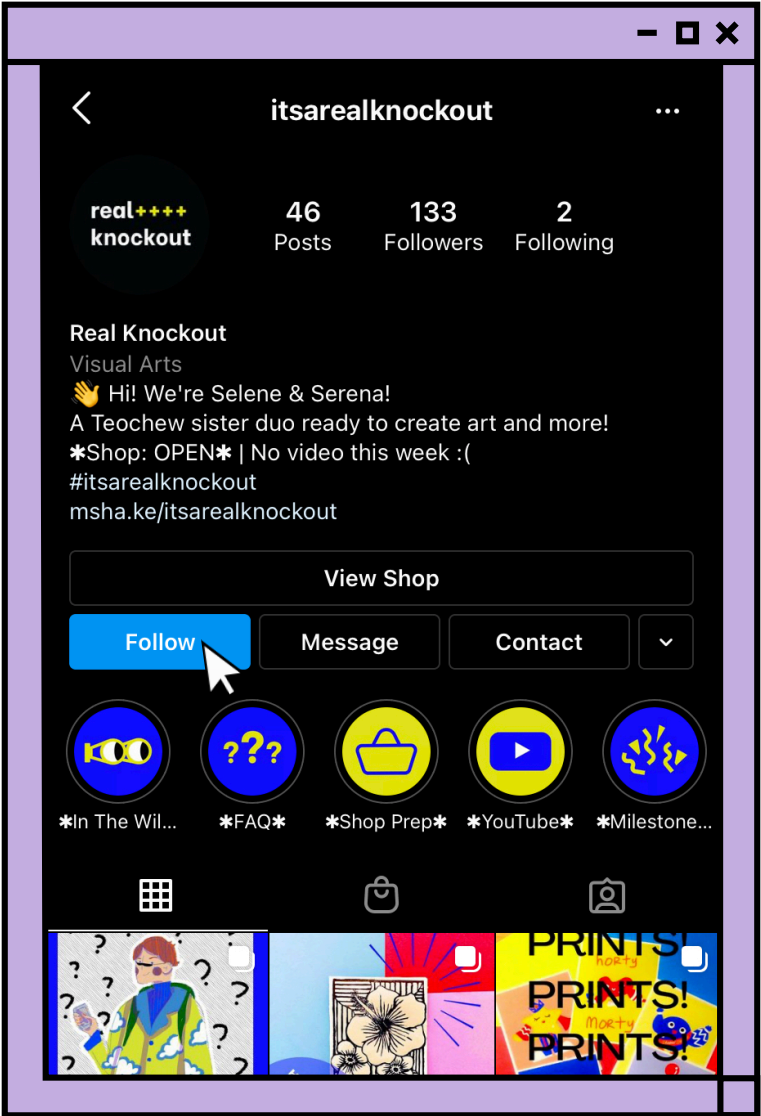 itsarealknockout
real++++
knockout
46
133
2
Posts
Followers
Following
Real Knockout
Visual Arts
👋 Hi! We're Selene & Serena!
A Teochew sister duo ready to create art and more!
✱Shop: OPEN✱ | No video this week :(
#itsarealknockout
msha.ke/itsarealknockout
View Shop
Follow
Message
Contact
???
✱In The Wil...
✱FAQ✱
✱Shop Prep✱
✱YouTube✱
✱Milestone...
PRINTS!
horty
PRINTS!
Morty
PRINTS!